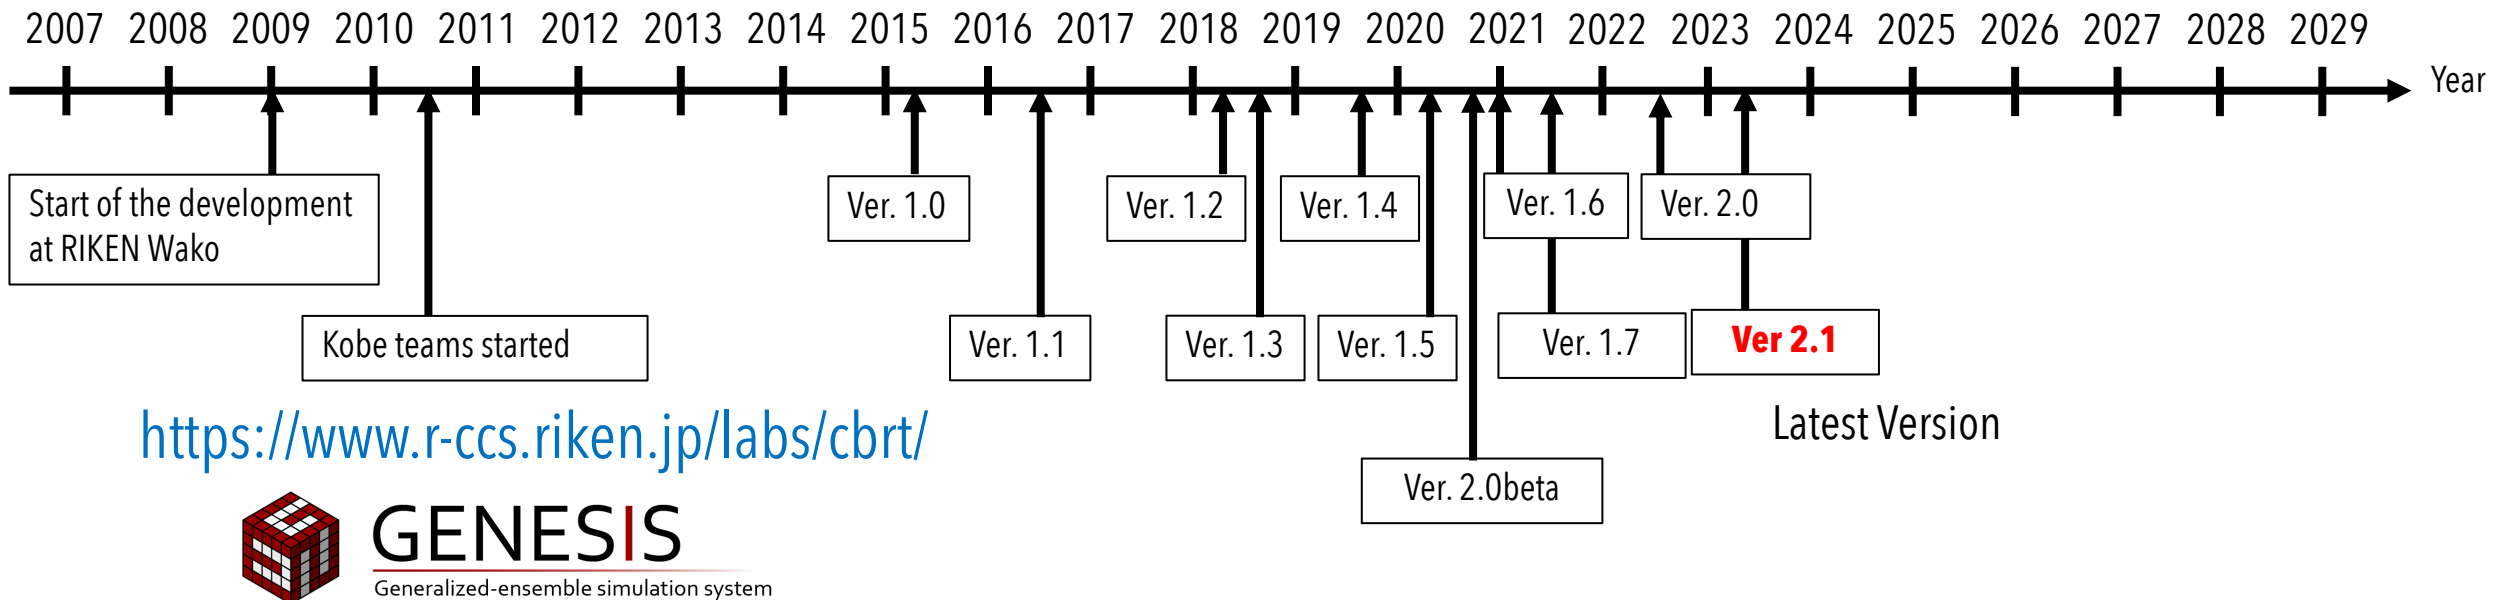 2007 2008 2009 2010 2011 2012 2013 2014 2015 2016 2017 2018 2019 2020 2021 2022 2023 2024 2025 2026 2027 2028 2029
Year
Start of the development
at RIKEN Wako
Ver. 1.0
Ver. 1.2
Ver. 1.4
Ver. 1.6
Ver. 2.0
Kobe teams started
Ver. 1.1
Ver. 1.3
Ver. 1.5
Ver. 1.7
Ver 2.1
https://www.r-ccs.riken.jp/labs/cbrt/
Latest Version
Ver. 2.0beta
GENESIS
Generalized-ensemble simulation system